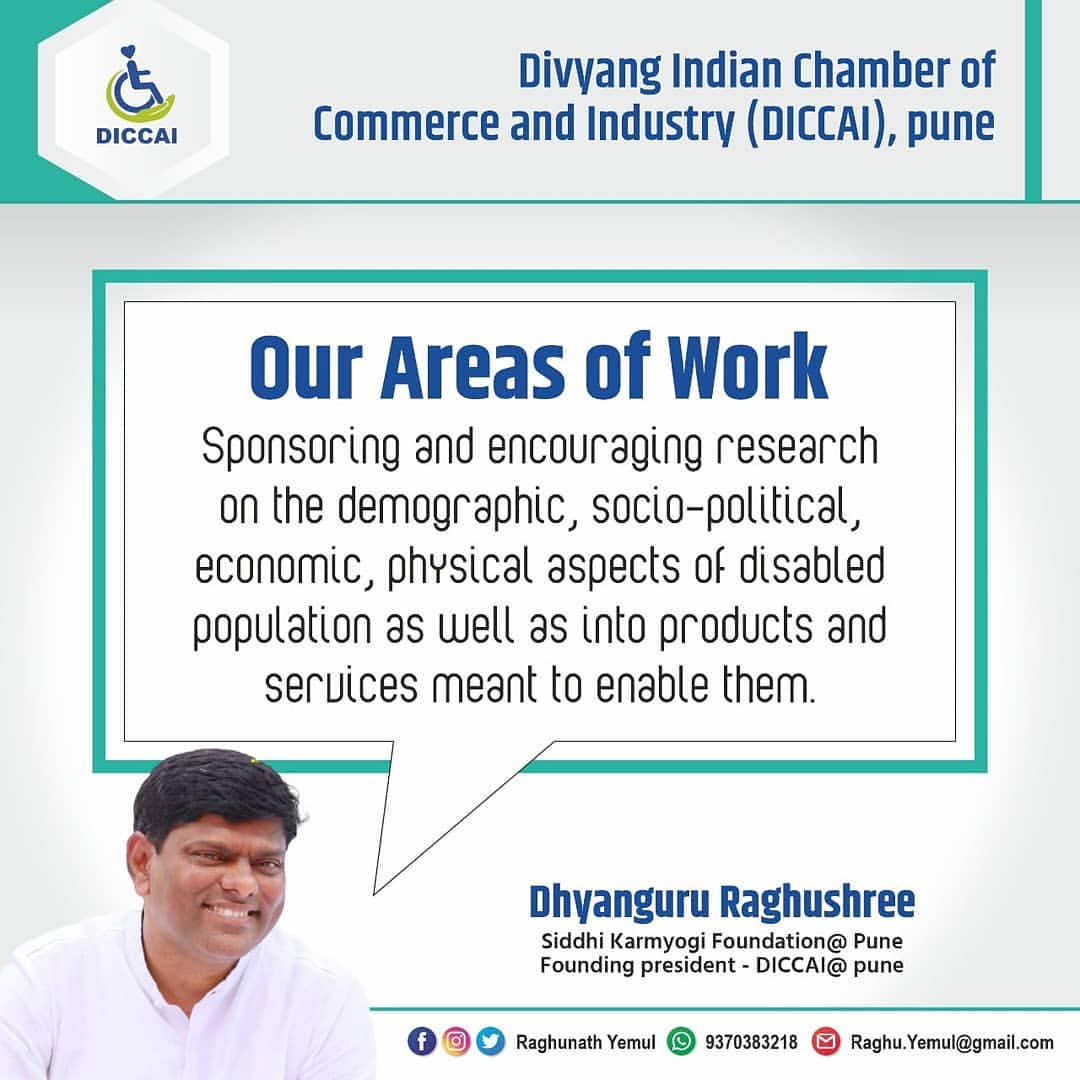 DICCAI
Divyang Indian Chamber of
Commerce and Industry (DICCAI), pune
Our Areas of Work
Sponsoring and encouraging research
on the demographic, socio-political,
economic, physical aspects of disabled
population as well as into products and
services meant to enable them.
Dhyanguru Raghushree
Siddhi Karmyogi Foundation@ Pune
Founding president - DICCAI@ pune
Raghunath Yemul 9370383218 Raghu.Yemul@gmail.com